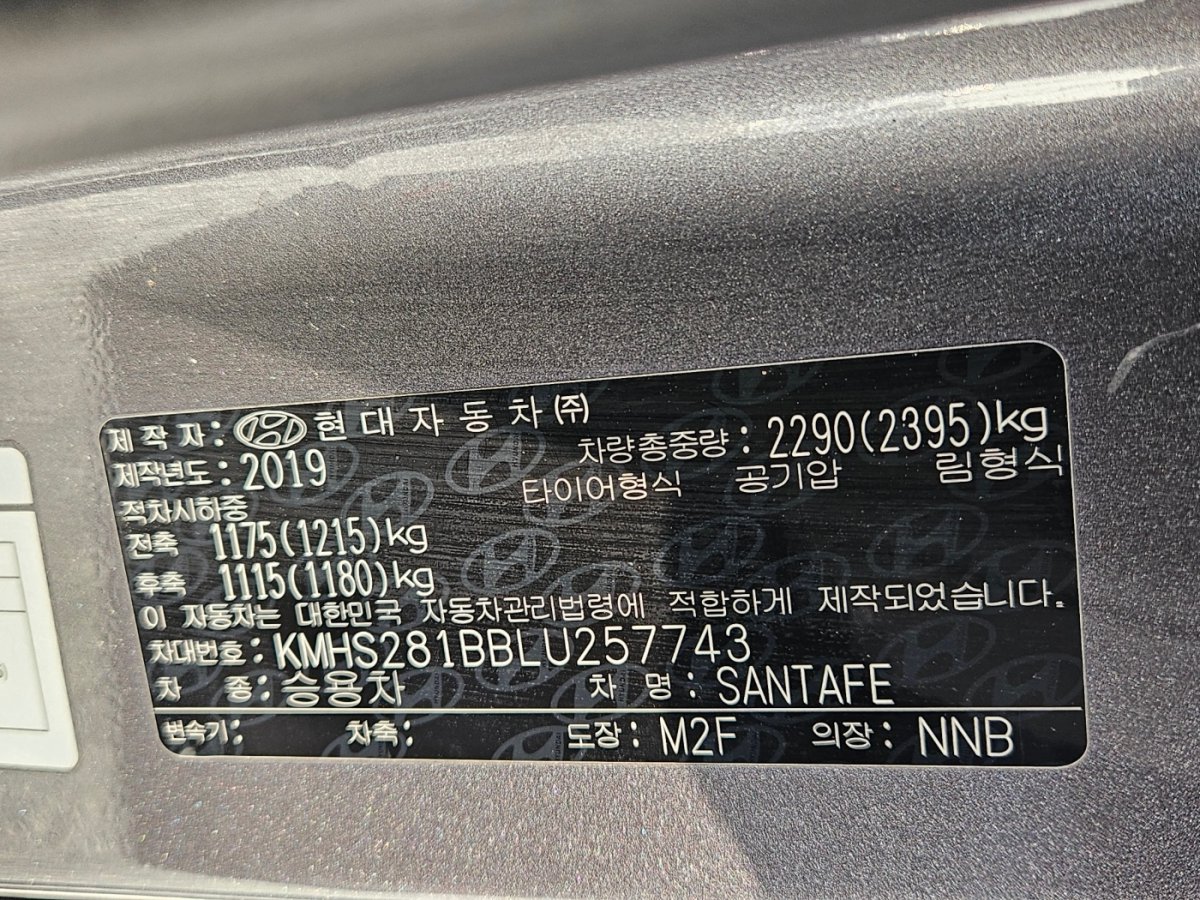 제 작 자 : 현 대 자 동 차 ㈜
차량총중량 : 2290(2395)kg
제작년도 : 2019
타이어형식 공기압 림형식
적차시하중
전축 1175(1215)kg
후축 1115(1180)kg
이 자동차는 대한민국 자동차관리법령에 적합하게 제작되었습니다.
차대번호 : KMHS281BBLU257743
차 종 : 승용차 차 명 : SANTAFE
변속기 : 차축 : 도장 : M2F 의장 : NNB